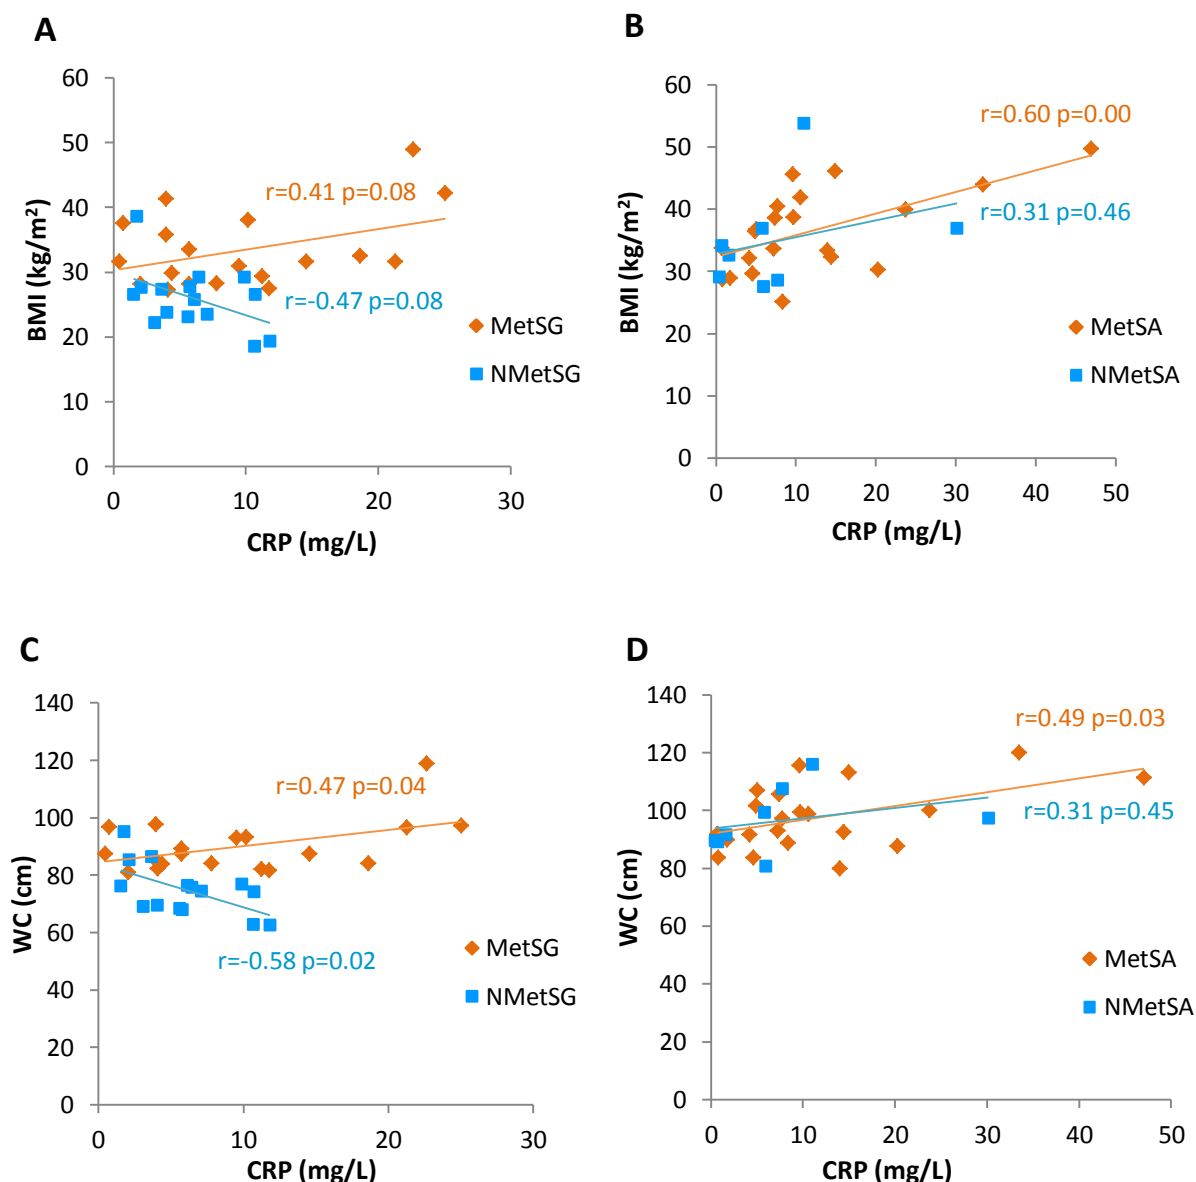 A
60
50
40
30
20
10
0
0
10
20
30
BMI (kg/m²)
CRP (mg/L)
r=0.41 p=0.08
r=-0.47 p=0.08
MetSG
NMetSG
B
60
50
40
30
20
10
0
0
10
20
30
40
50
BMI (kg/m²)
CRP (mg/L)
r=0.60 p=0.00
r=0.31 p=0.46
MetSA
NMetSA
C
140
120
100
80
60
40
20
0
0
10
20
30
WC (cm)
CRP (mg/L)
r=0.47 p=0.04
r=-0.58 p=0.02
MetSG
NMetSG
D
140
120
100
80
60
40
20
0
0
10
20
30
40
50
WC (cm)
CRP (mg/L)
r=0.49 p=0.03
r=0.31 p=0.45
MetSA
NMetSA